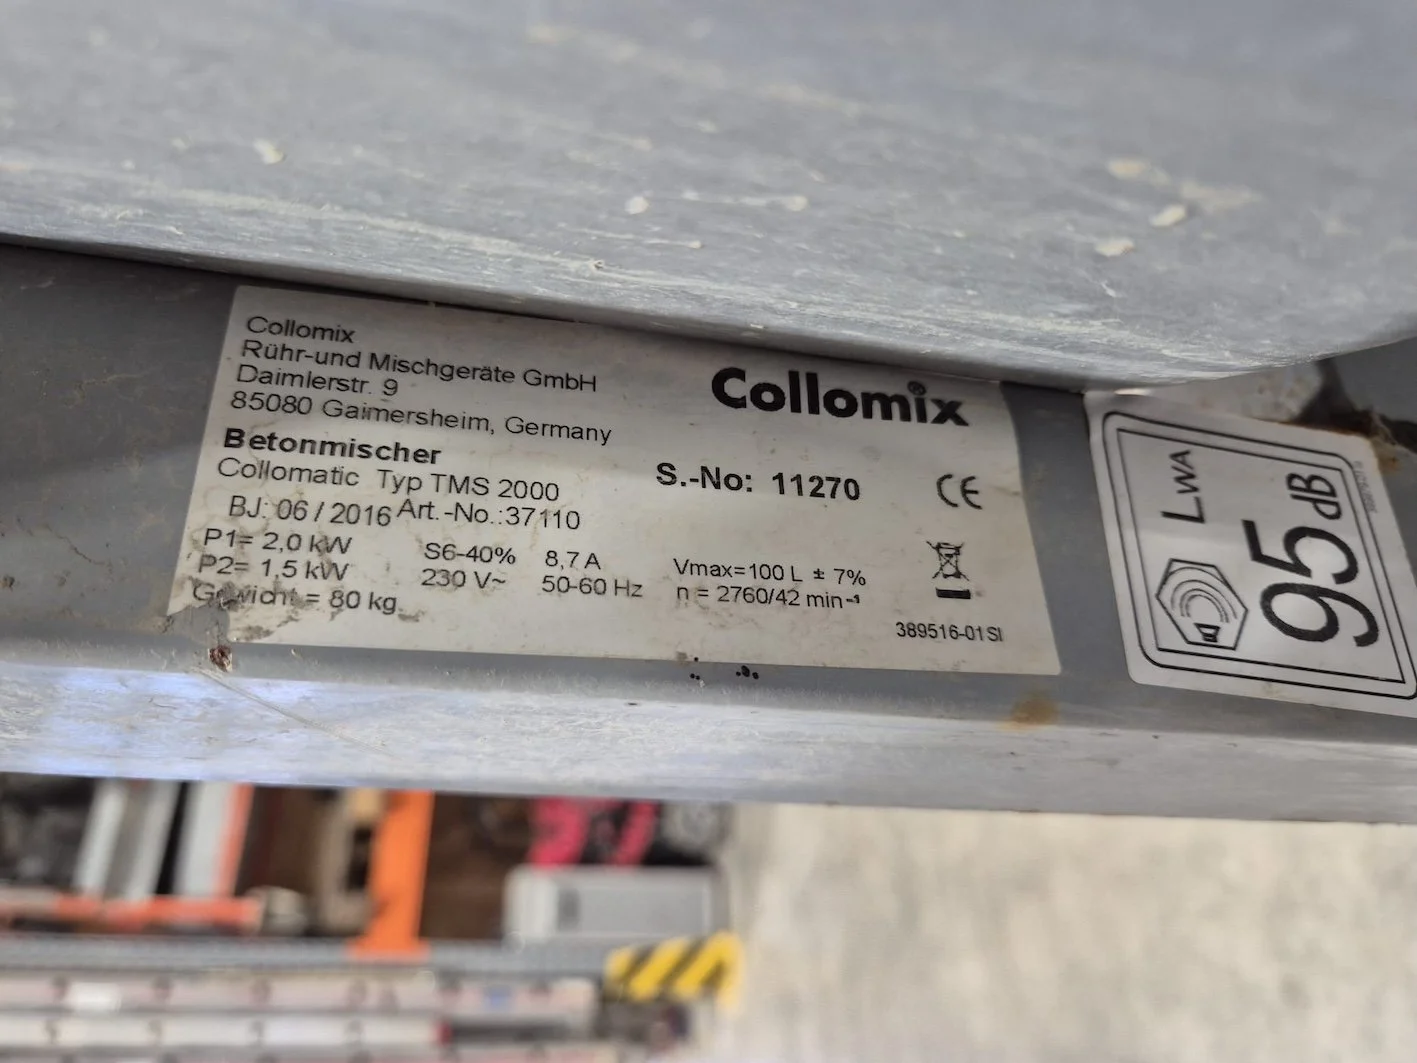 Collomix
Rühr-und Mischgeräte GmbH
Daimlerstr. 9
85080 Gaimersheim, Germany
Collomix®
Betonmischer
Collomatic Typ TMS 2000
S.-No: 11270
CE
BJ: 06 / 2016 Art.-No.:37110
P1= 2,0 kW S6-40% 8,7 A Vmax=100 L ± 7%
P2= 1,5 kW 230 V~ 50-60 Hz n = 2760/42 min⁻¹
Gewicht = 80 kg
389516-01SI
LWA
95 dB